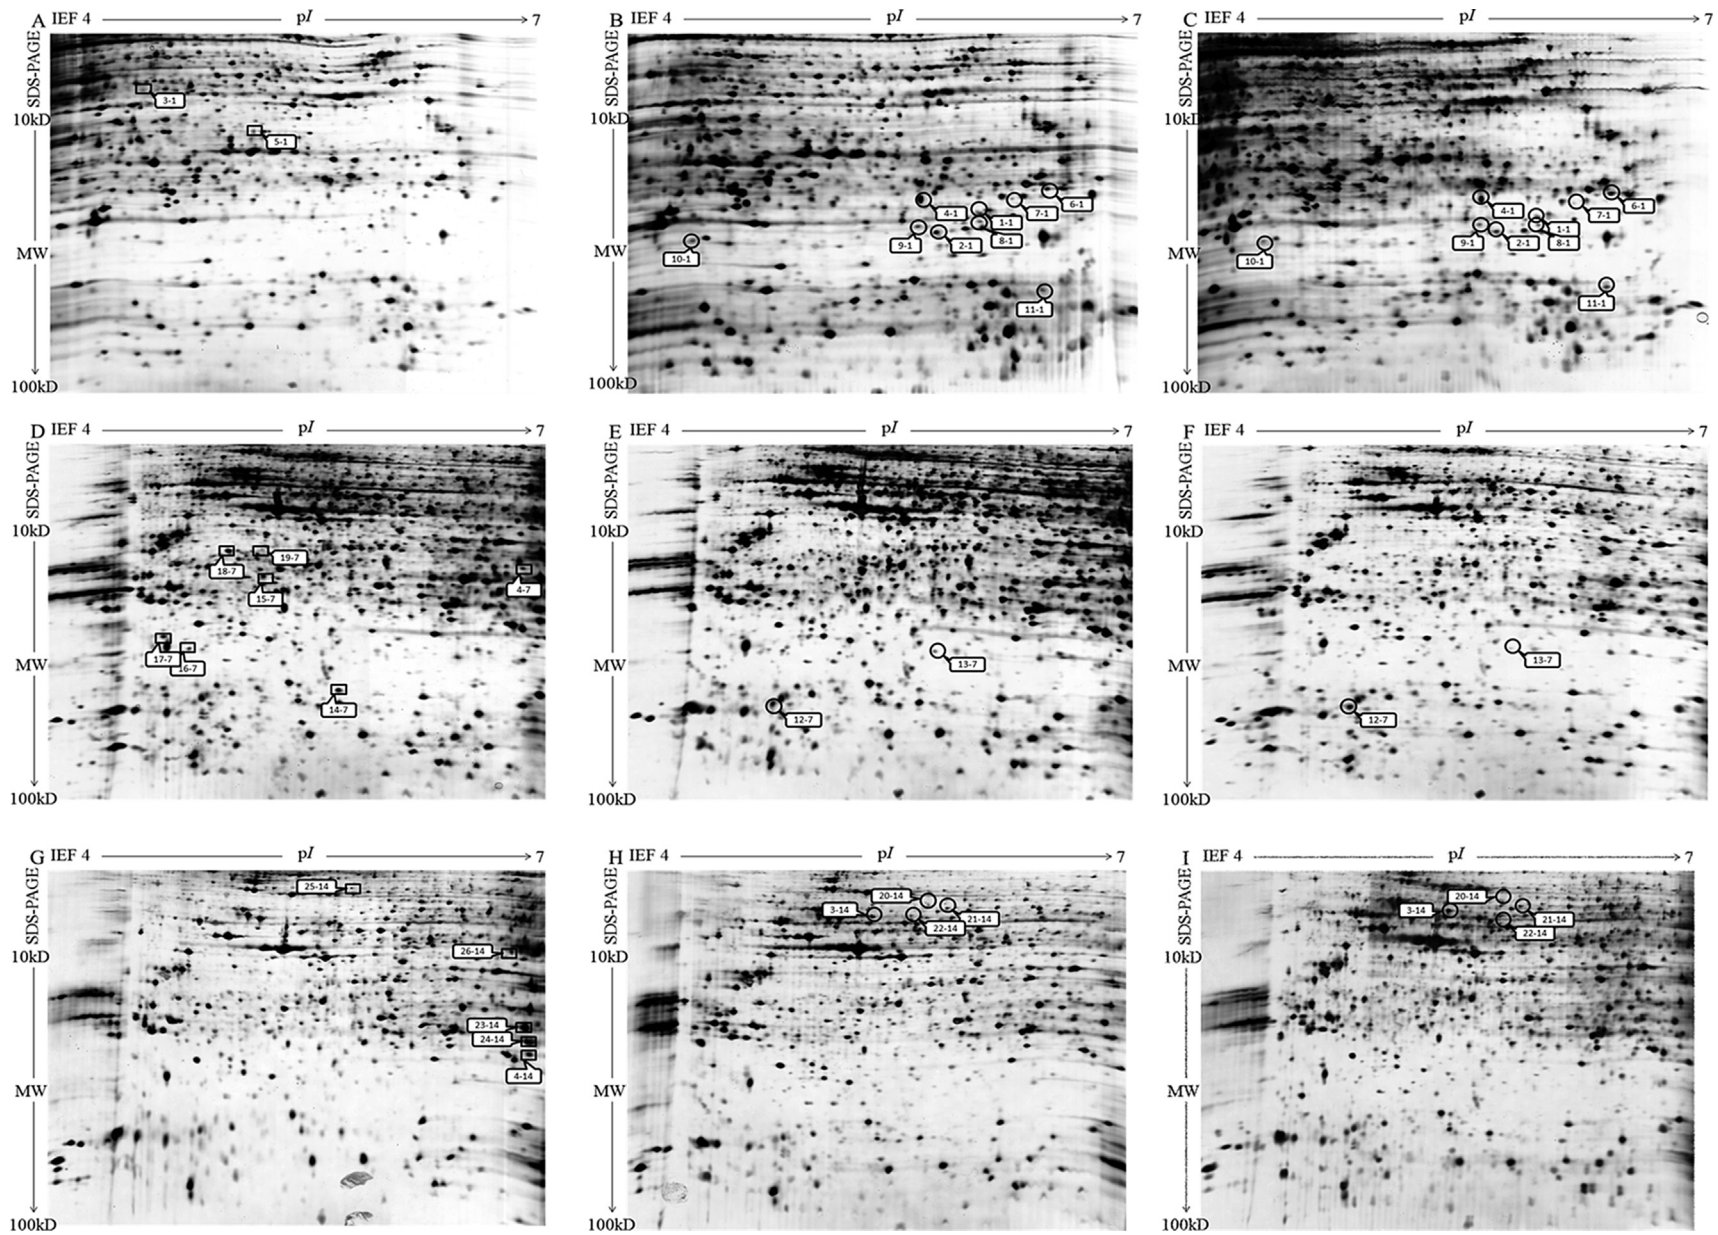 A IEF 4 pI 7
SDS-PAGE
10kD
MW
100kD
3-1
5-1
B IEF 4 pI 7
SDS-PAGE
10kD
MW
100kD
6-1
4-1
7-1
1-1
9-1
2-1
8-1
10-1
11-1
C IEF 4 pI 7
SDS-PAGE
10kD
MW
100kD
6-1
4-1
7-1
1-1
9-1
2-1
8-1
10-1
11-1
D IEF 4 pI 7
SDS-PAGE
10kD
MW
100kD
19-7
18-7
4-7
15-7
17-7
16-7
14-7
E IEF 4 pI 7
SDS-PAGE
10kD
MW
100kD
13-7
12-7
F IEF 4 pI 7
SDS-PAGE
10kD
MW
100kD
13-7
12-7
G IEF 4 pI 7
SDS-PAGE
10kD
MW
100kD
25-14
26-14
23-14
24-14
4-14
H IEF 4 pI 7
SDS-PAGE
10kD
MW
100kD
20-14
3-14
21-14
22-14
I IEF 4 pI 7
SDS-PAGE
10kD
MW
100kD
20-14
3-14
21-14
22-14